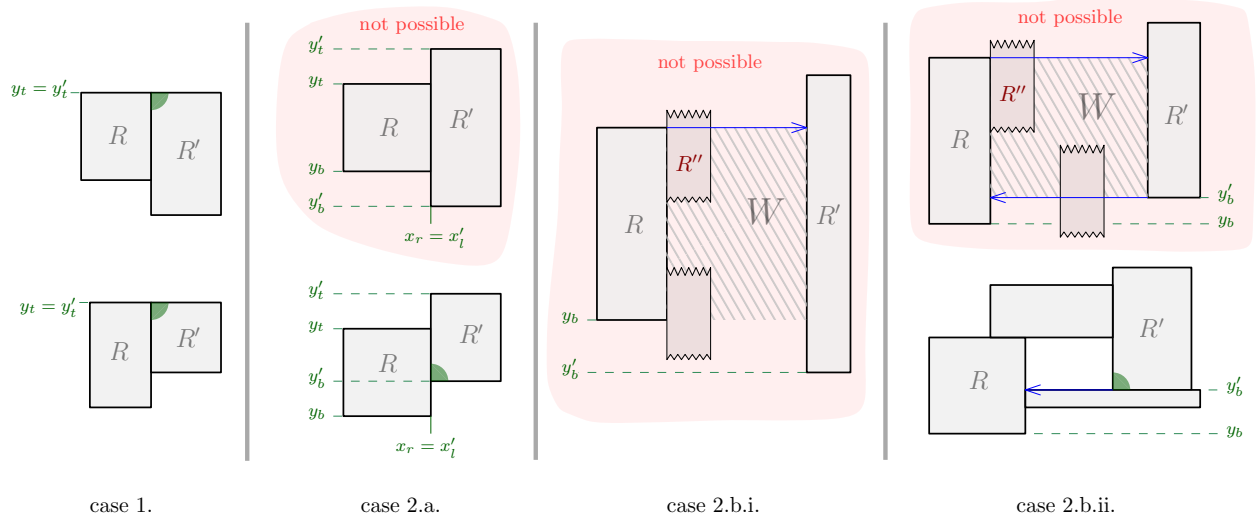 y_t = y'_t
R
R'
y_t = y'_t
R
R'
case 1.
not possible
y'_t
y_t
R
R'
y_b
y'_b
x_r = x'_l
y'_t
y_t
R
R'
y'_b
y_b
x_r = x'_l
case 2.a.
not possible
R''
R
W
R'
y_b
y'_b
case 2.b.i.
not possible
R''
W
R
R'
y'_b
y_b
R'
R
y'_b
y_b
case 2.b.ii.